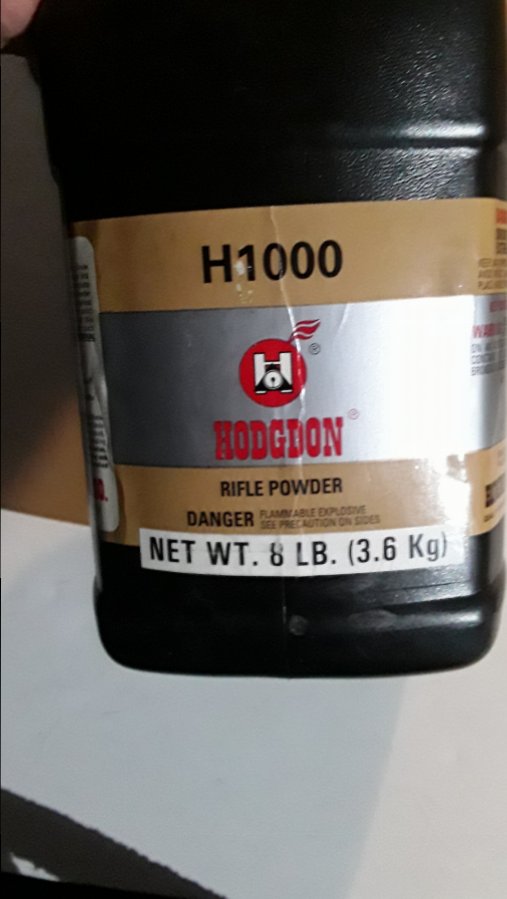 H1000
H
®
HODGDON®
RIFLE POWDER
DANGER FLAMMABLE EXPLOSIVE
SEE PRECAUTION ON SIDES
NET WT. 8 LB. (3.6 Kg)